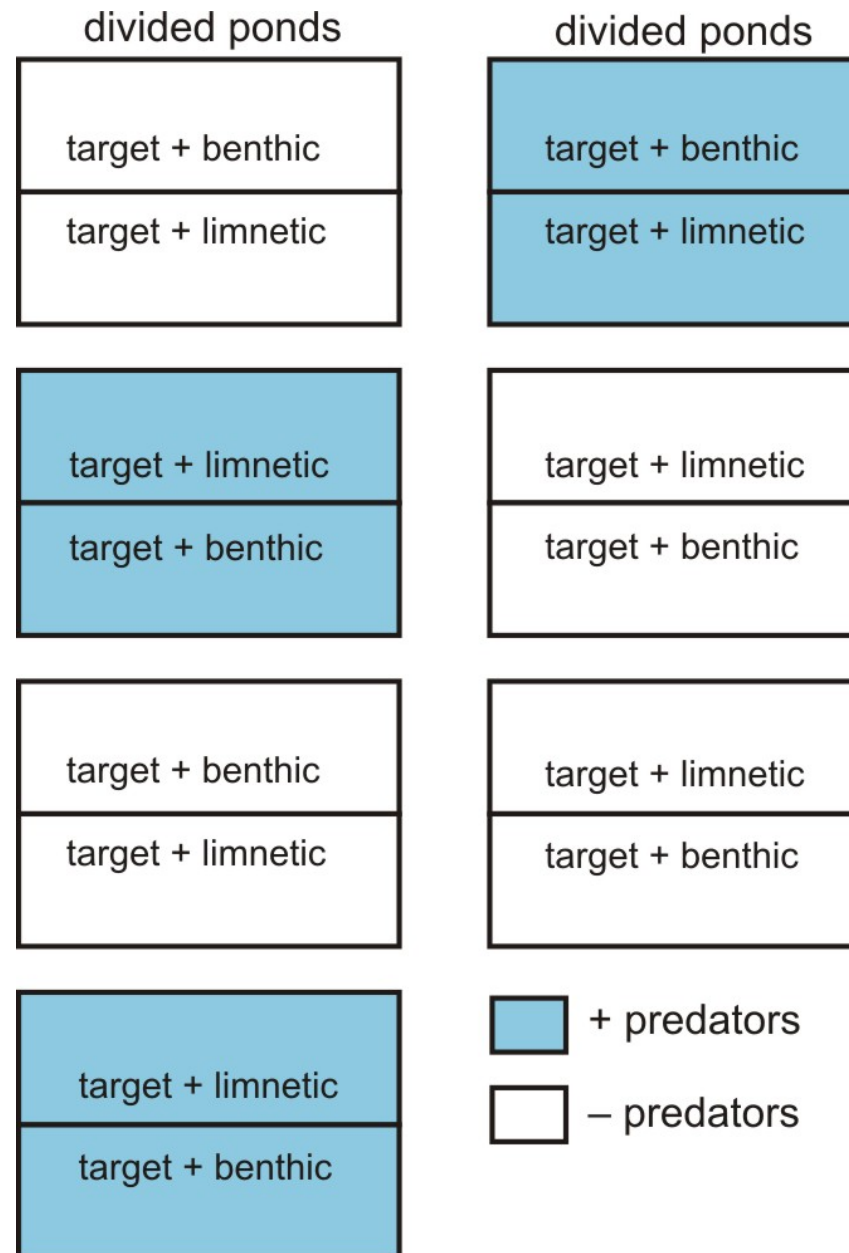 divided ponds
target + benthic
target + limnetic
target + limnetic
target + benthic
target + benthic
target + limnetic
target + limnetic
target + benthic
divided ponds
target + benthic
target + limnetic
target + limnetic
target + benthic
target + limnetic
target + benthic
+ predators
– predators